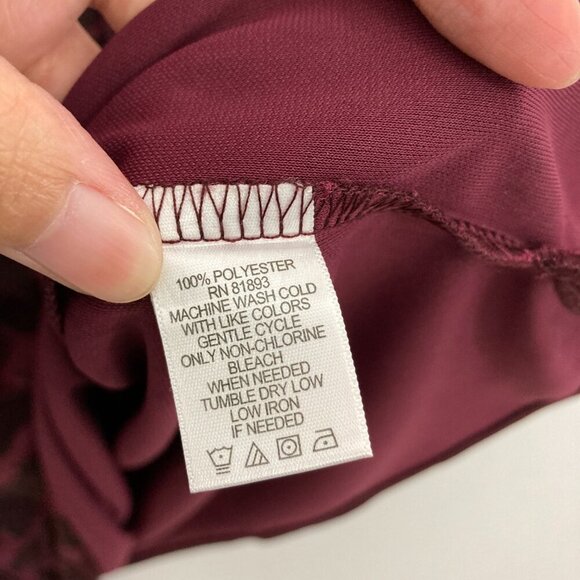 100% POLYESTER
RN 81893
MACHINE WASH COLD
WITH LIKE COLORS
GENTLE CYCLE
ONLY NON-CHLORINE
BLEACH
WHEN NEEDED
TUMBLE DRY LOW
LOW IRON
IF NEEDED